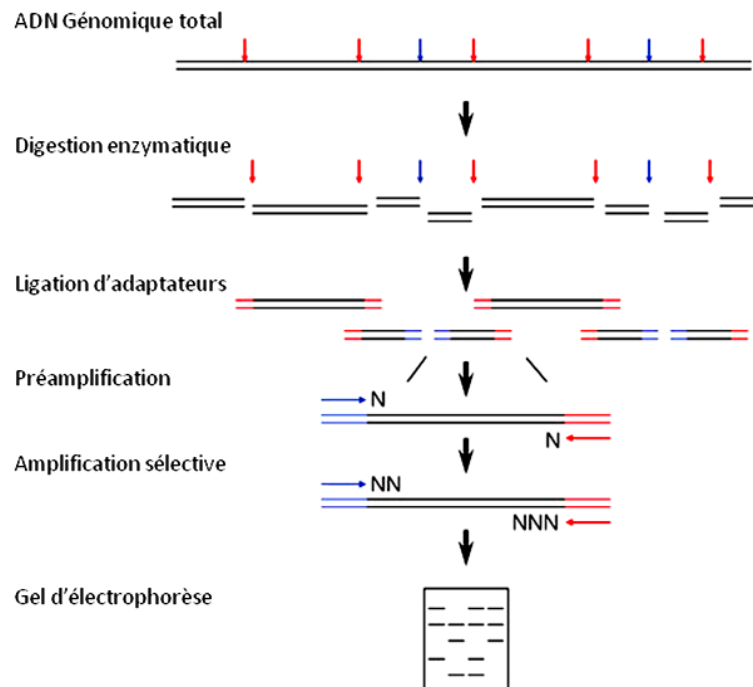 ADN Génomique total
Digestion enzymatique
Ligation d'adaptateurs
Préamplification
N
N
Amplification sélective
NN
NNN
Gel d'électrophorèse